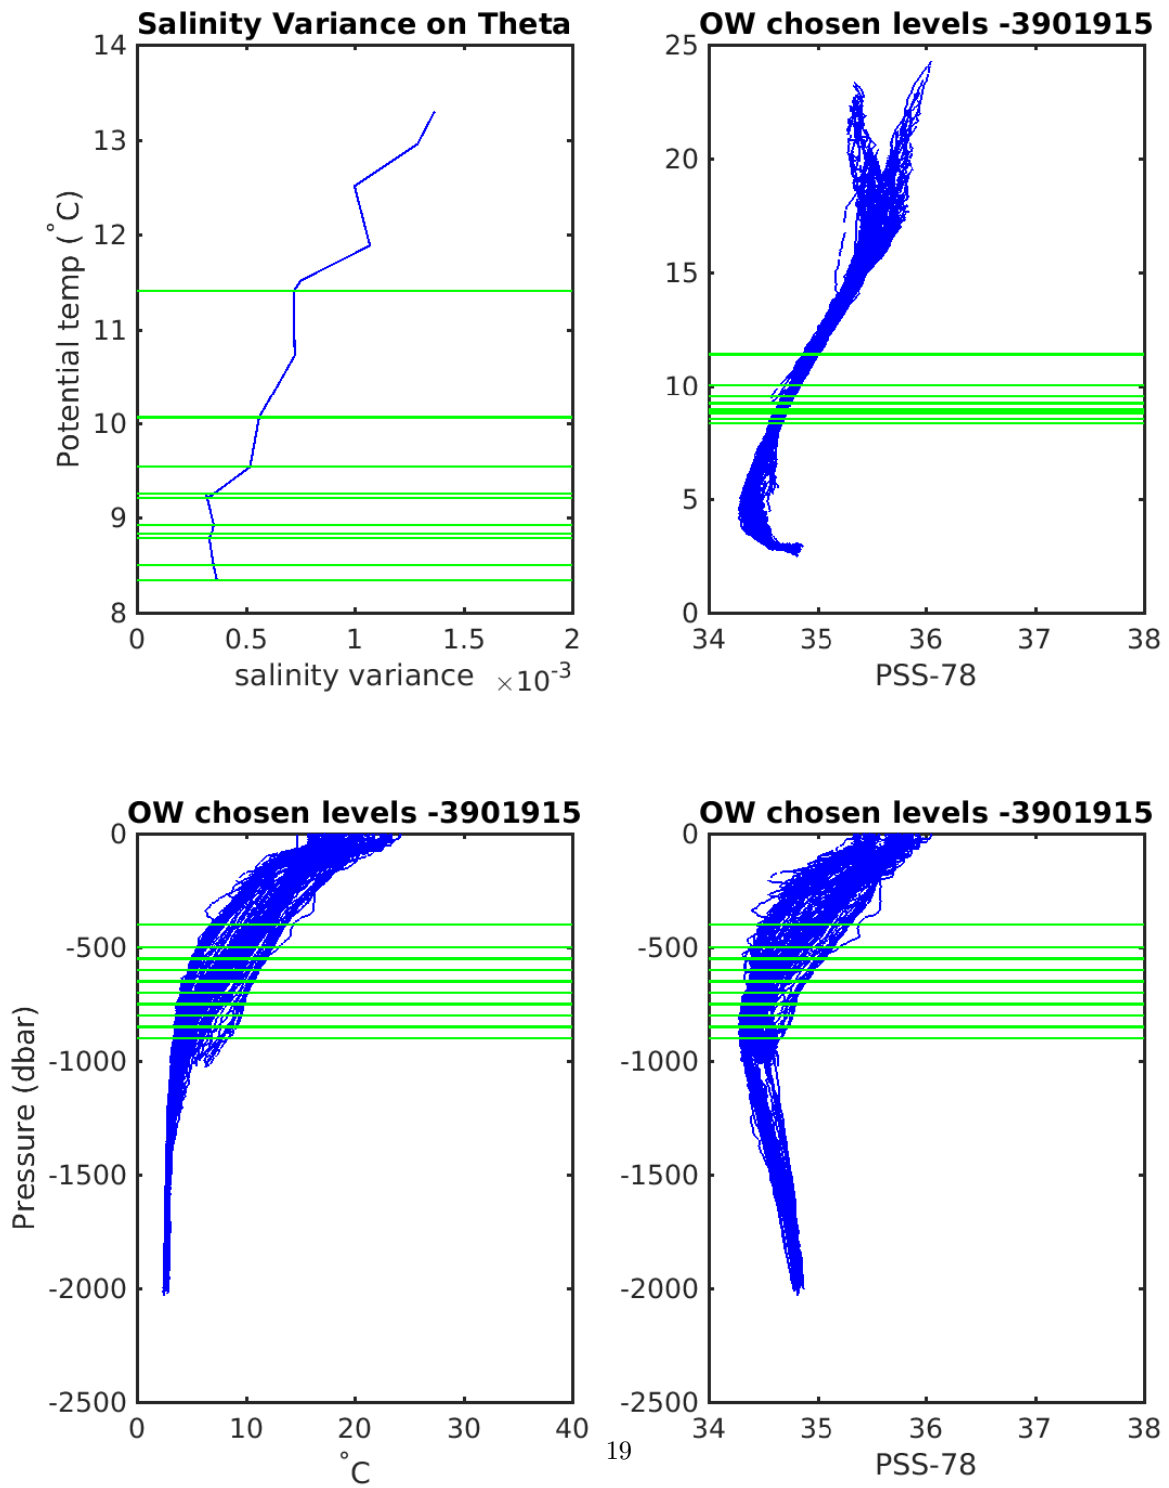 Salinity Variance on Theta
14
13
12
11
10
9
8
Potential temp (˚C)
0 0.5 1 1.5 2
salinity variance ×10-3
OW chosen levels -3901915
25
20
15
10
5
0
34 35 36 37 38
PSS-78
OW chosen levels -3901915
0
-500
-1000
-1500
-2000
-2500
Pressure (dbar)
0 10 20 30 40
˚C
OW chosen levels -3901915
0
-500
-1000
-1500
-2000
-2500
34 35 36 37 38
PSS-78
19